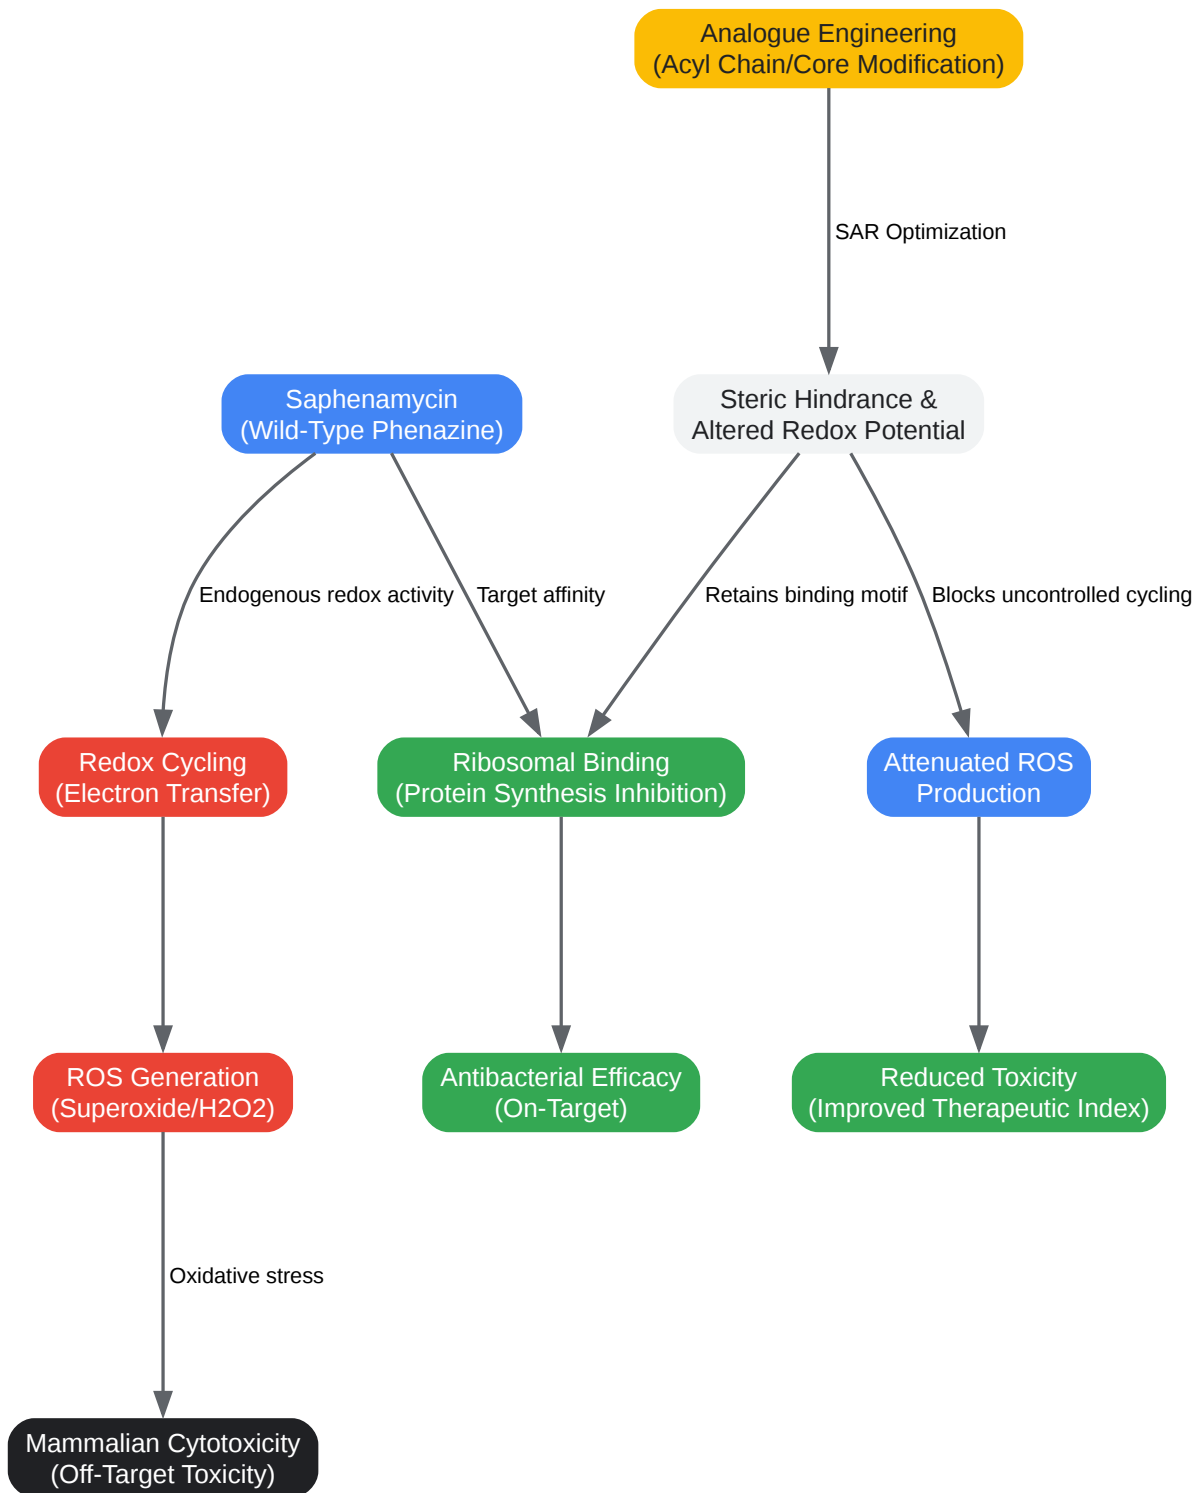 Analogue Engineering
(Acyl Chain/Core Modification)
SAR Optimization
Saphenamycin
(Wild-Type Phenazine)
Steric Hindrance &
Altered Redox Potential
Endogenous redox activity
Target affinity
Retains binding motif
Blocks uncontrolled cycling
Redox Cycling
(Electron Transfer)
Ribosomal Binding
(Protein Synthesis Inhibition)
Attenuated ROS
Production
ROS Generation
(Superoxide/H2O2)
Antibacterial Efficacy
(On-Target)
Reduced Toxicity
(Improved Therapeutic Index)
Oxidative stress
Mammalian Cytotoxicity
(Off-Target Toxicity)